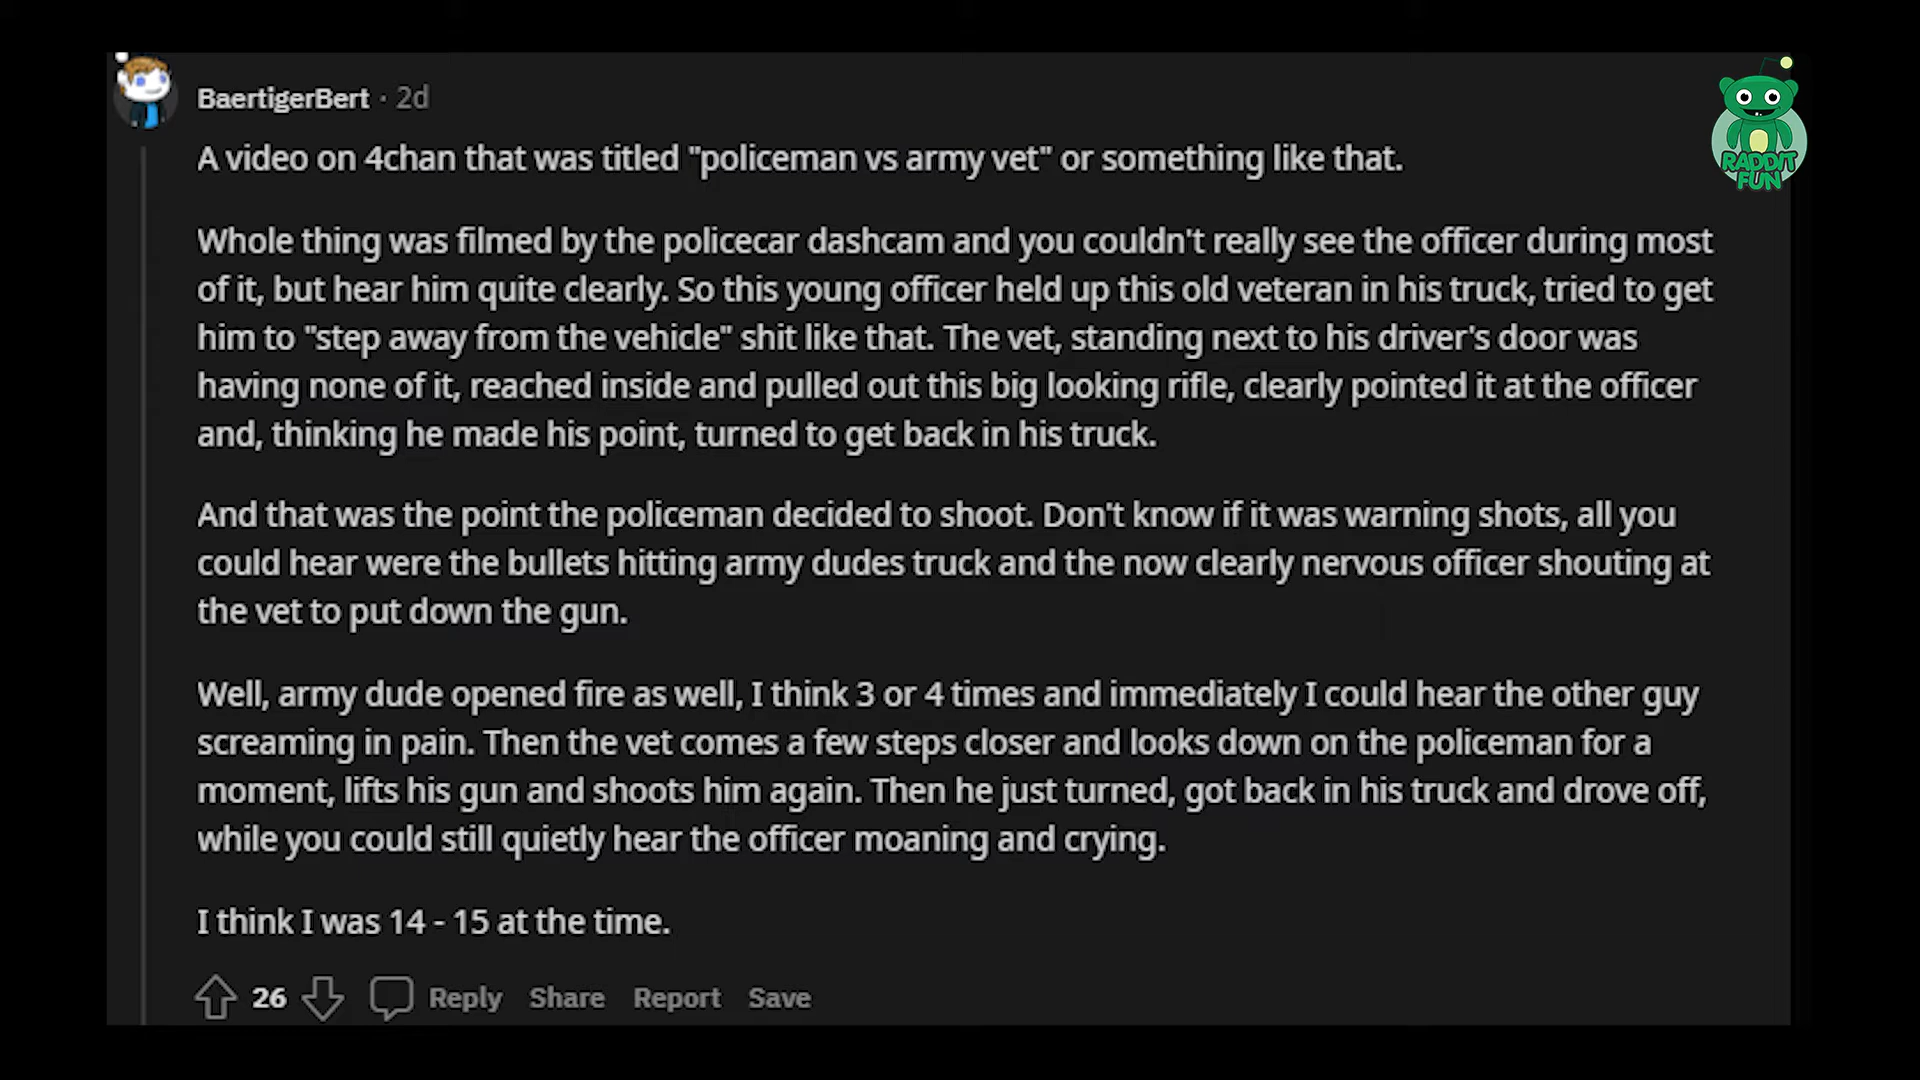 BaertigerBert · 2d
RADDIT
FUN
A video on 4chan that was titled "policeman vs army vet" or something like that.
Whole thing was filmed by the policecar dashcam and you couldn't really see the officer during most
of it, but hear him quite clearly. So this young officer held up this old veteran in his truck, tried to get
him to "step away from the vehicle" shit like that. The vet, standing next to his driver's door was
having none of it, reached inside and pulled out this big looking rifle, clearly pointed it at the officer
and, thinking he made his point, turned to get back in his truck.
And that was the point the policeman decided to shoot. Don't know if it was warning shots, all you
could hear were the bullets hitting army dudes truck and the now clearly nervous officer shouting at
the vet to put down the gun.
Well, army dude opened fire as well, I think 3 or 4 times and immediately I could hear the other guy
screaming in pain. Then the vet comes a few steps closer and looks down on the policeman for a
moment, lifts his gun and shoots him again. Then he just turned, got back in his truck and drove off,
while you could still quietly hear the officer moaning and crying.
I think I was 14 - 15 at the time.
26 Reply Share Report Save